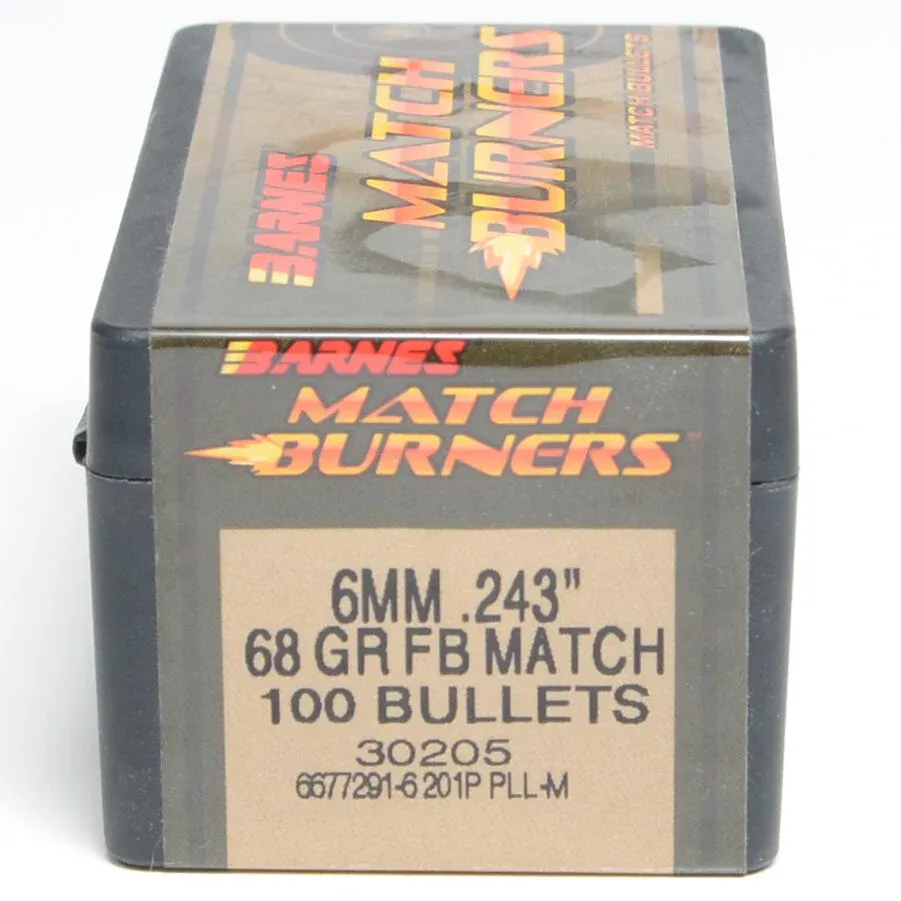 BARNES
MATCH
BURNERS
MATCH BULLETS
BARNES
MATCH
BURNERS™
6MM .243"
68 GR FB MATCH
100 BULLETS
30205
6677291-6 201P PLL-M